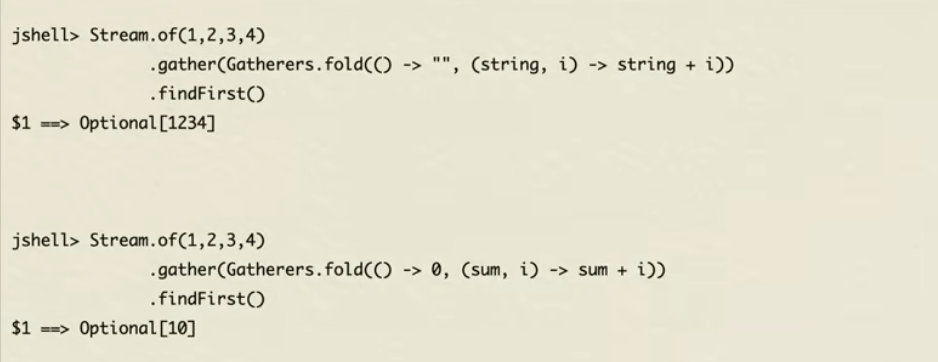 jshell> Stream.of(1,2,3,4)
.gather(Gatherers.fold(() -> "", (string, i) -> string + i))
.findFirst()
$1 ==> Optional[1234]
jshell> Stream.of(1,2,3,4)
.gather(Gatherers.fold(() -> 0, (sum, i) -> sum + i))
.findFirst()
$1 ==> Optional[10]